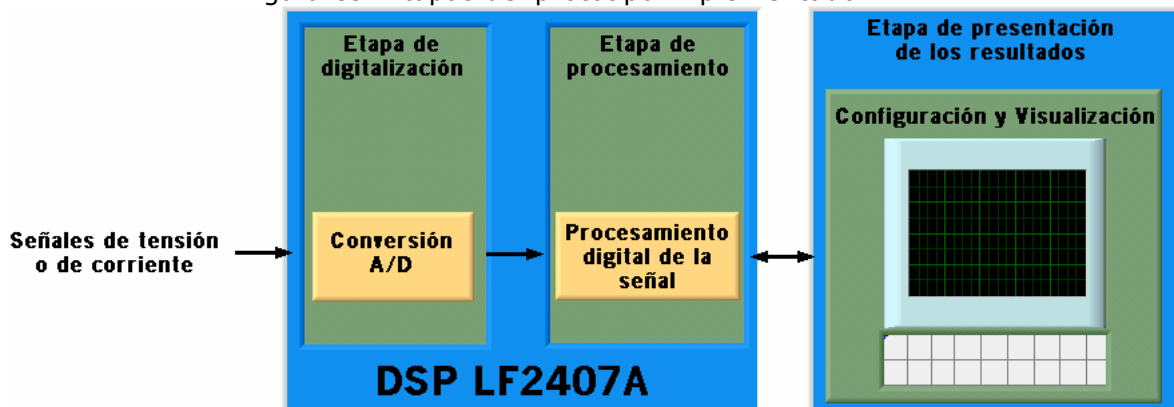 Etapa de
digitalización
Etapa de
procesamiento
Etapa de presentación
de los resultados
Configuración y Visualización
Señales de tensión
o de corriente
Conversión
A/D
Procesamiento
digital de la
señal
DSP LF2407A